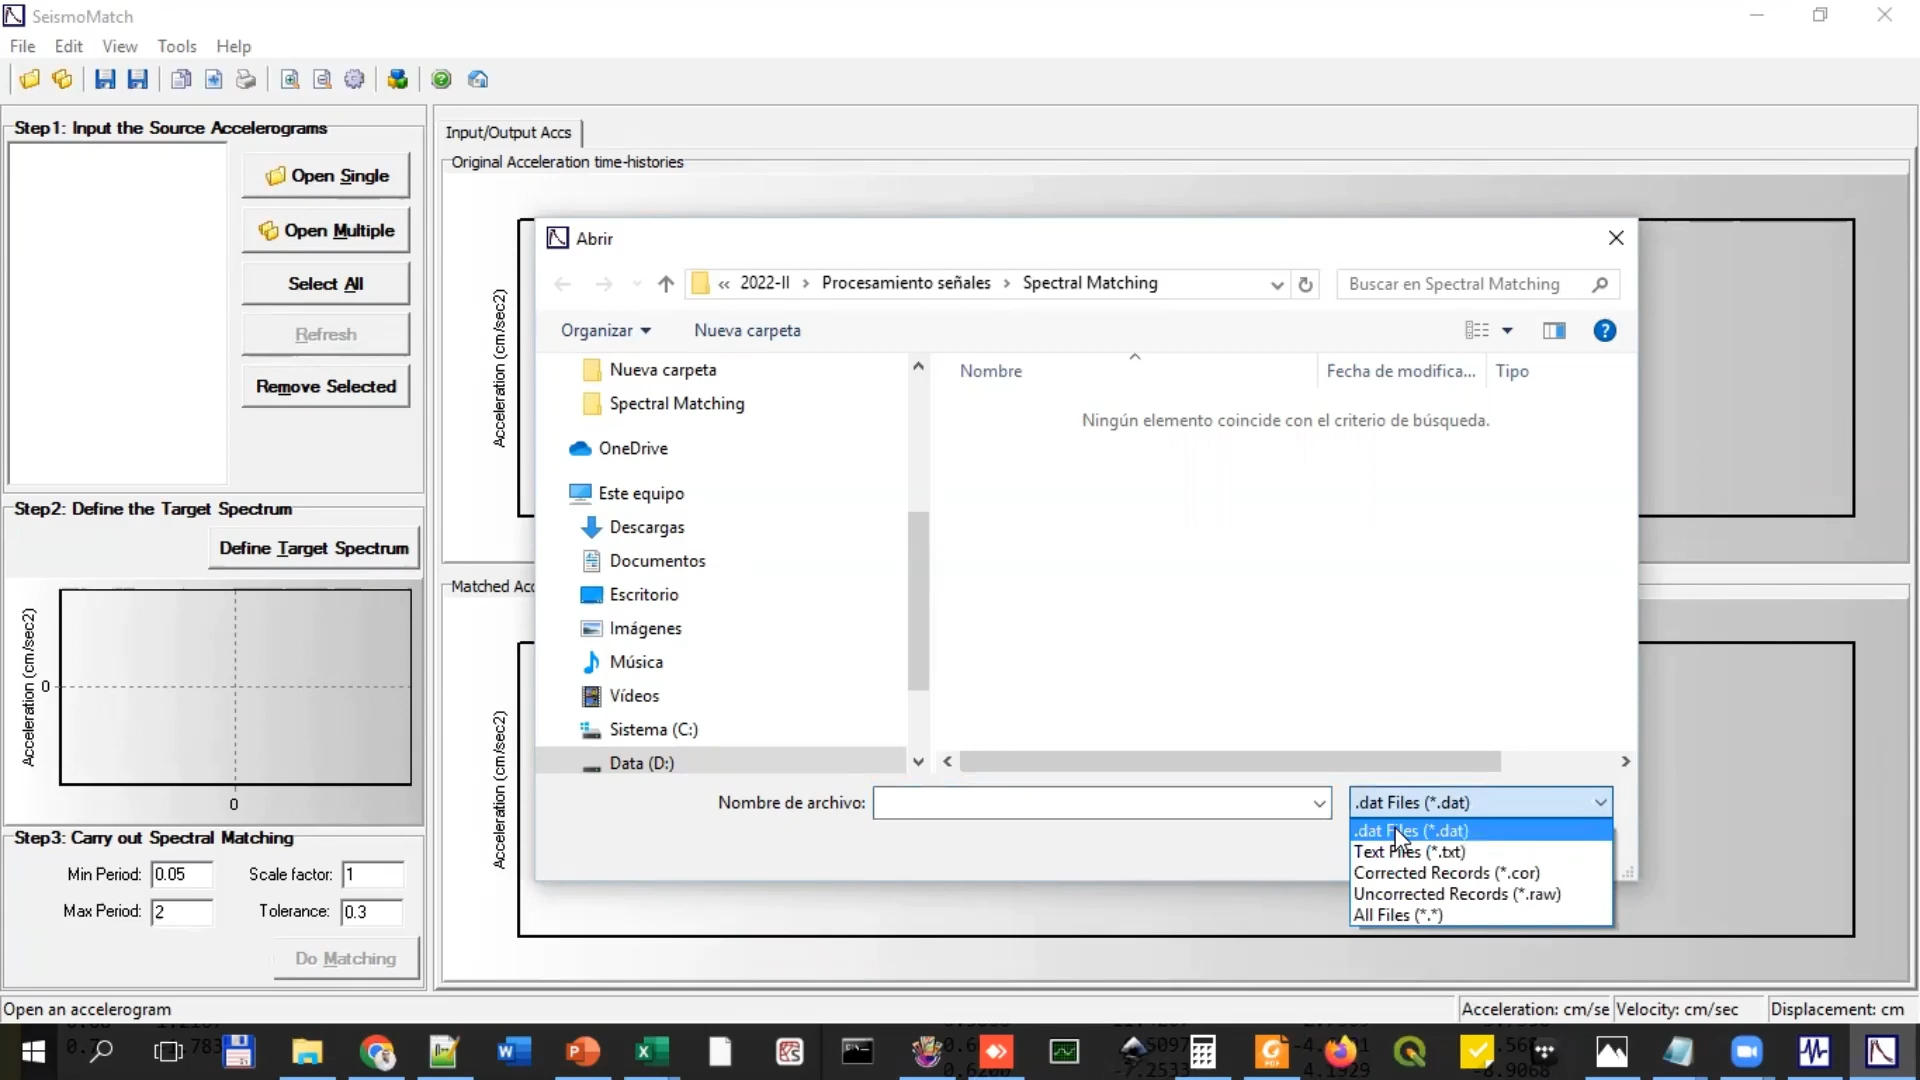 SeismoMatch
File Edit View Tools Help
Step1: Input the Source Accelerograms
Open Single
Open Multiple
Select All
Refresh
Remove Selected
Step2: Define the Target Spectrum
Define Target Spectrum
Acceleration (cm/sec2)
0
0
Step3: Carry out Spectral Matching
Min Period: 0.05 Scale factor: 1
Max Period: 2 Tolerance: 0.3
Do Matching
Input/Output Accs
Original Acceleration time-histories
Acceleration (cm/sec2)
Matched Acc
Acceleration (cm/sec2)
Abrir
« 2022-II › Procesamiento señales › Spectral Matching
Buscar en Spectral Matching
Organizar Nueva carpeta
Nueva carpeta
Spectral Matching
OneDrive
Este equipo
Descargas
Documentos
Escritorio
Imágenes
Música
Vídeos
Sistema (C:)
Data (D:)
Nombre Fecha de modifica... Tipo
Ningún elemento coincide con el criterio de búsqueda.
Nombre de archivo:
.dat Files (*.dat)
.dat Files (*.dat)
Text Files (*.txt)
Corrected Records (*.cor)
Uncorrected Records (*.raw)
All Files (*.*)
Open an accelerogram
Acceleration: cm/se Velocity: cm/sec Displacement: cm